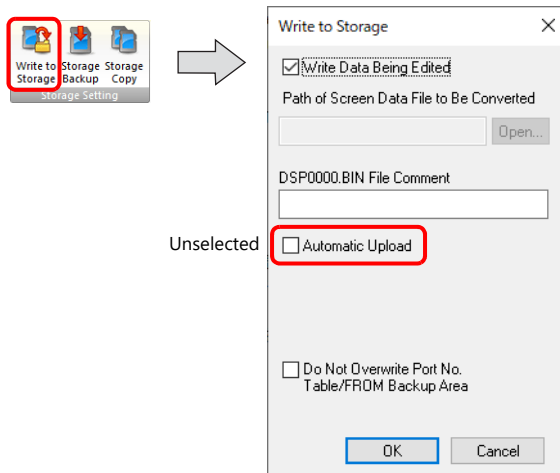 Write to Storage Storage
Storage Backup Copy
Storage Setting
Write to Storage
Write Data Being Edited
Path of Screen Data File to Be Converted
Open...
DSP0000.BIN File Comment
Unselected
Automatic Upload
Do Not Overwrite Port No.
Table/FROM Backup Area
OK Cancel